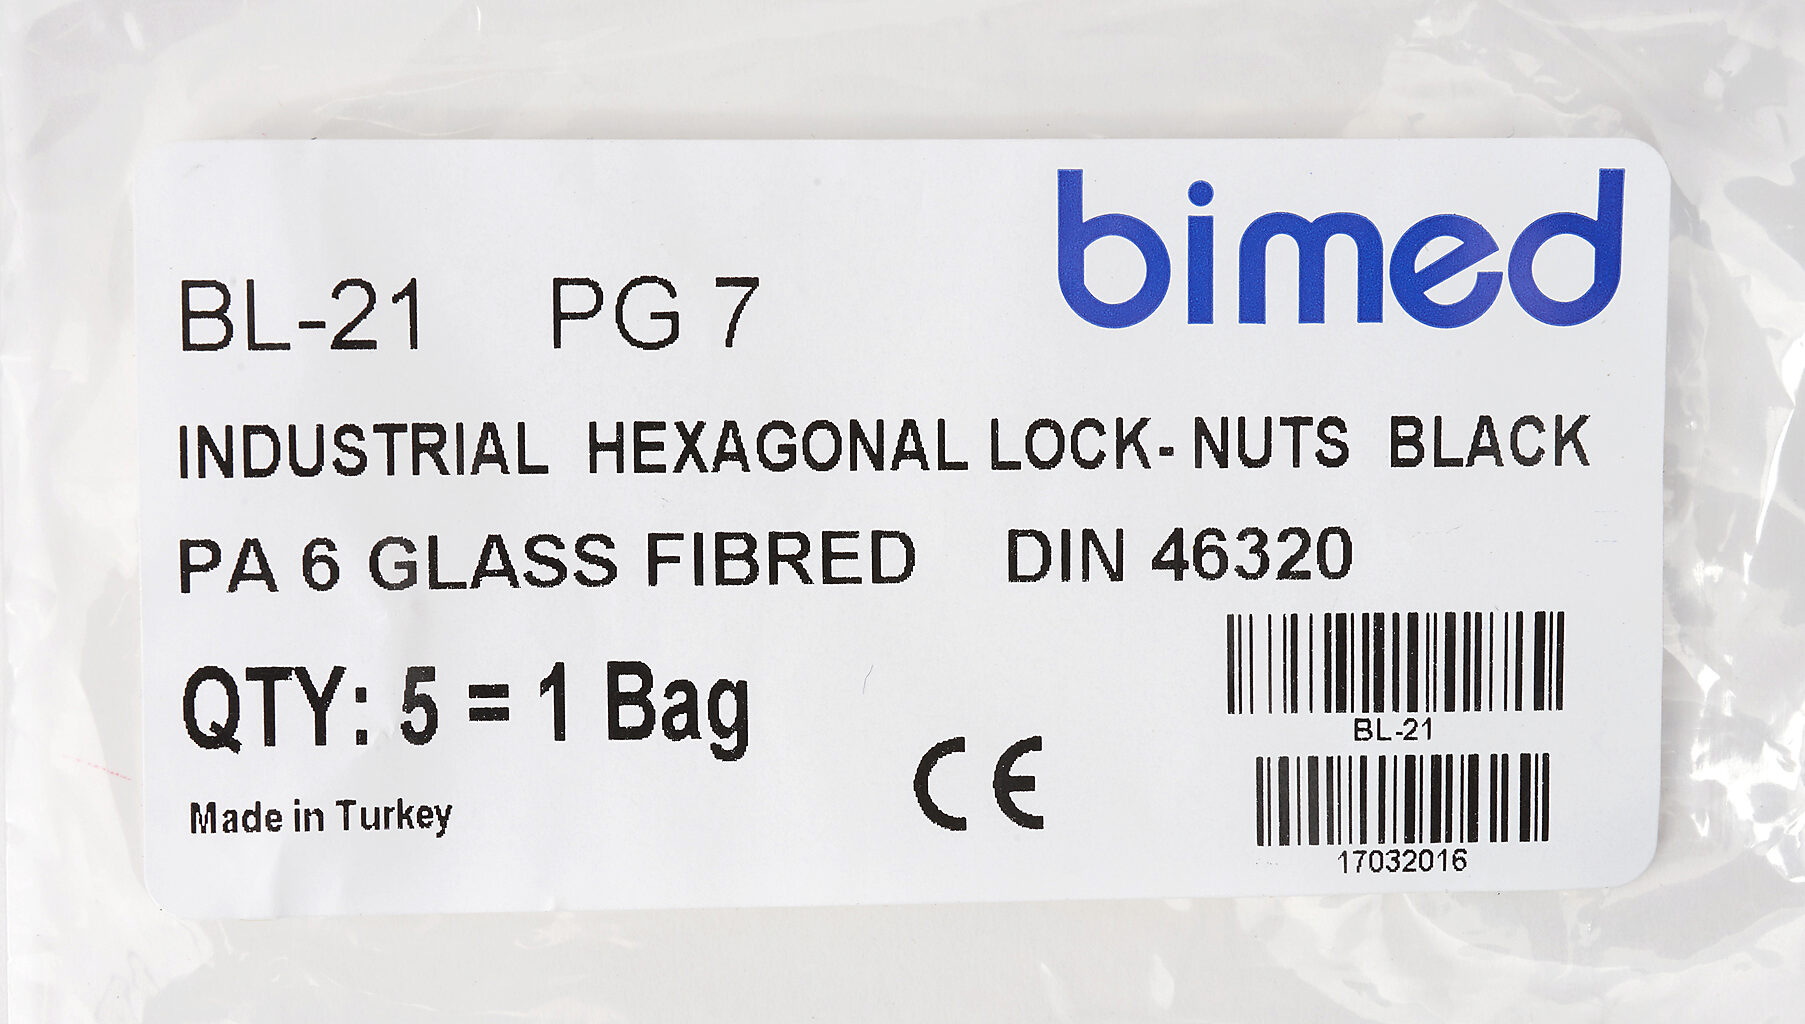 bimed
BL-21 PG 7
INDUSTRIAL HEXAGONAL LOCK- NUTS BLACK
PA 6 GLASS FIBRED DIN 46320
QTY: 5 = 1 Bag
BL-21
CE
Made in Turkey
17032016